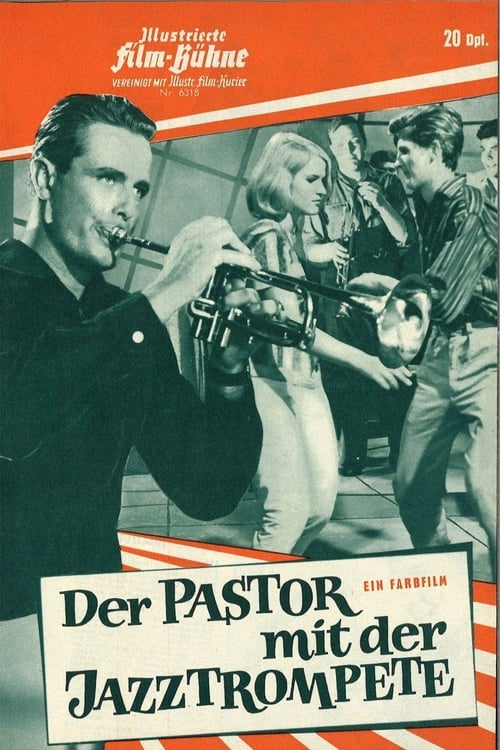 Illustrierte
Film-Bühne
20 Dpf.
VEREINIGT MIT Illustr. Film-Kurier
Nr. 6318
EIN FARBFILM
Der PASTOR
mit der
JAZZTROMPETE